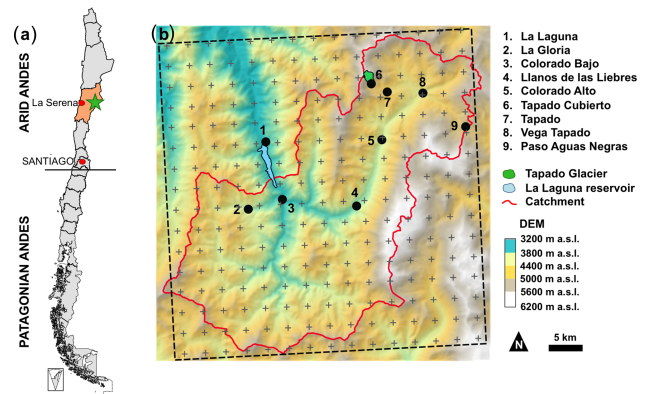 (a)
ARID ANDES
La Serena
SANTIAGO
PATAGONIAN ANDES
(b)
1
2
3
4
5
6
7
8
9
1. La Laguna
2. La Gloria
3. Colorado Bajo
4. Llanos de las Liebres
5. Colorado Alto
6. Tapado Cubierto
7. Tapado
8. Vega Tapado
9. Paso Aguas Negras
Tapado Glacier
La Laguna reservoir
Catchment
DEM
3200 m a.s.l.
3800 m a.s.l.
4400 m a.s.l.
5000 m a.s.l.
5600 m a.s.l.
6200 m a.s.l.
N
5 km